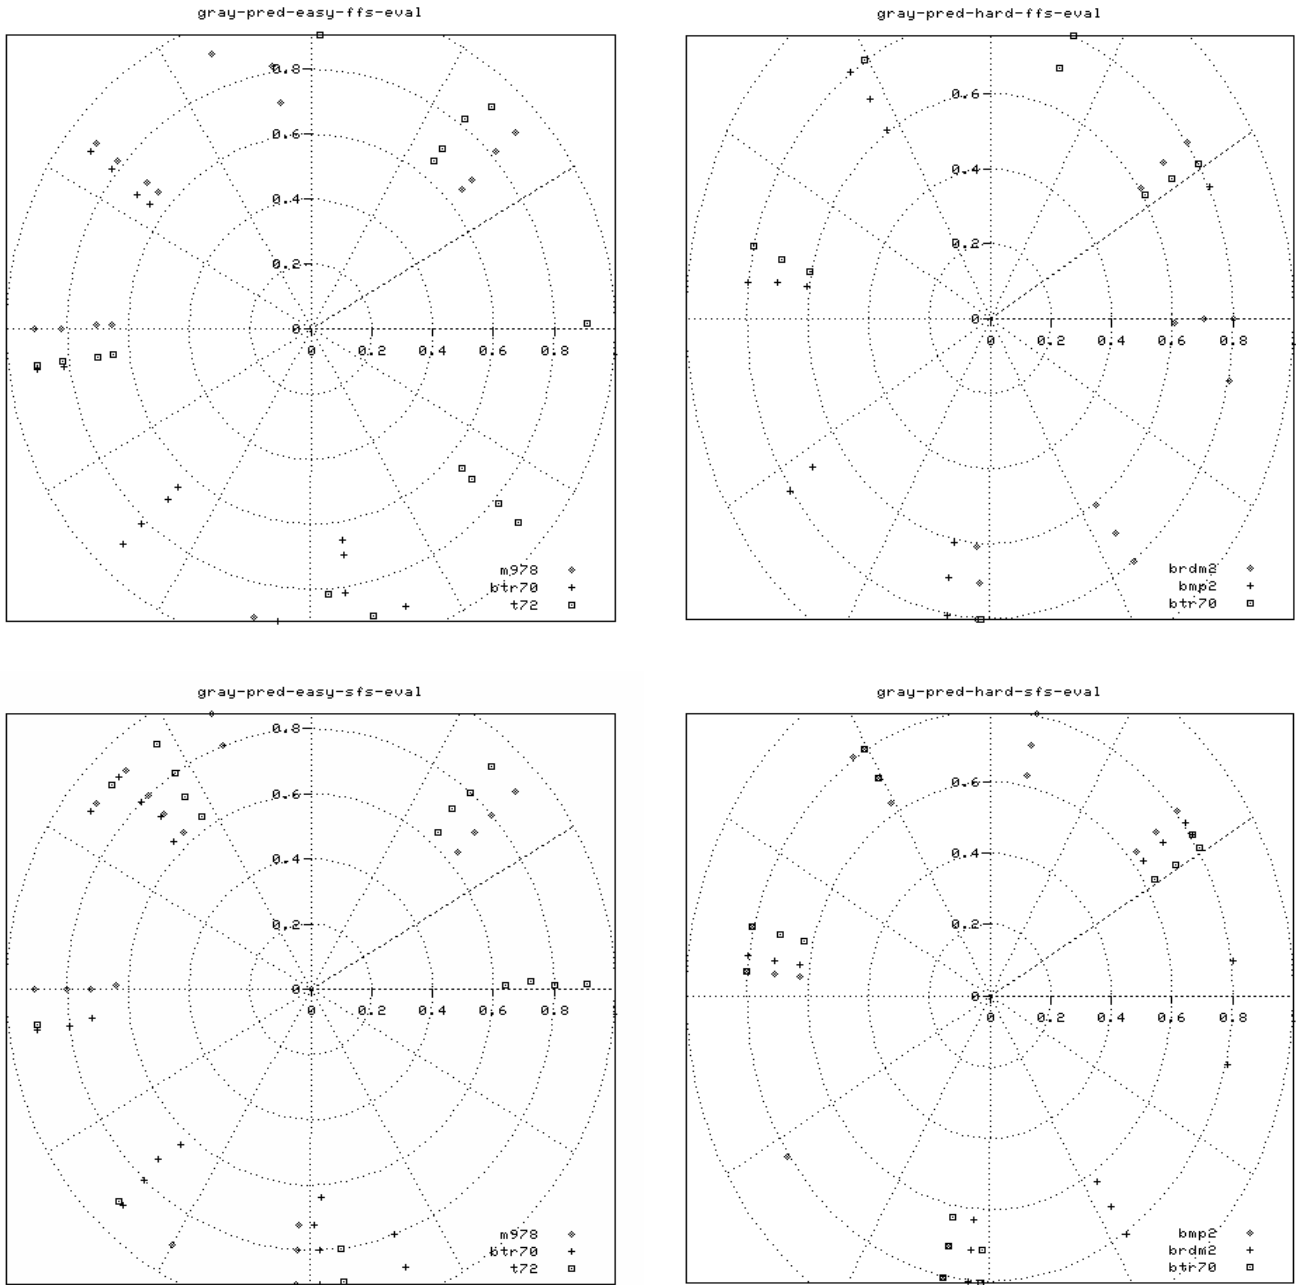 gray-pred-easy-ffs-eval
0.8
0.6
0.4
0.2
0
0 0.2 0.4 0.6 0.8
m978
btr70
t72
gray-pred-hard-ffs-eval
0.6
0.4
0.2
0
0 0.2 0.4 0.6 0.8
brdm2
bmp2
btr70
gray-pred-easy-sfs-eval
0.8
0.6
0.4
0.2
0
0 0.2 0.4 0.6 0.8
m978
btr70
t72
gray-pred-hard-sfs-eval
0.6
0.4
0.2
0
0 0.2 0.4 0.6 0.8
bmp2
brdm2
btr70